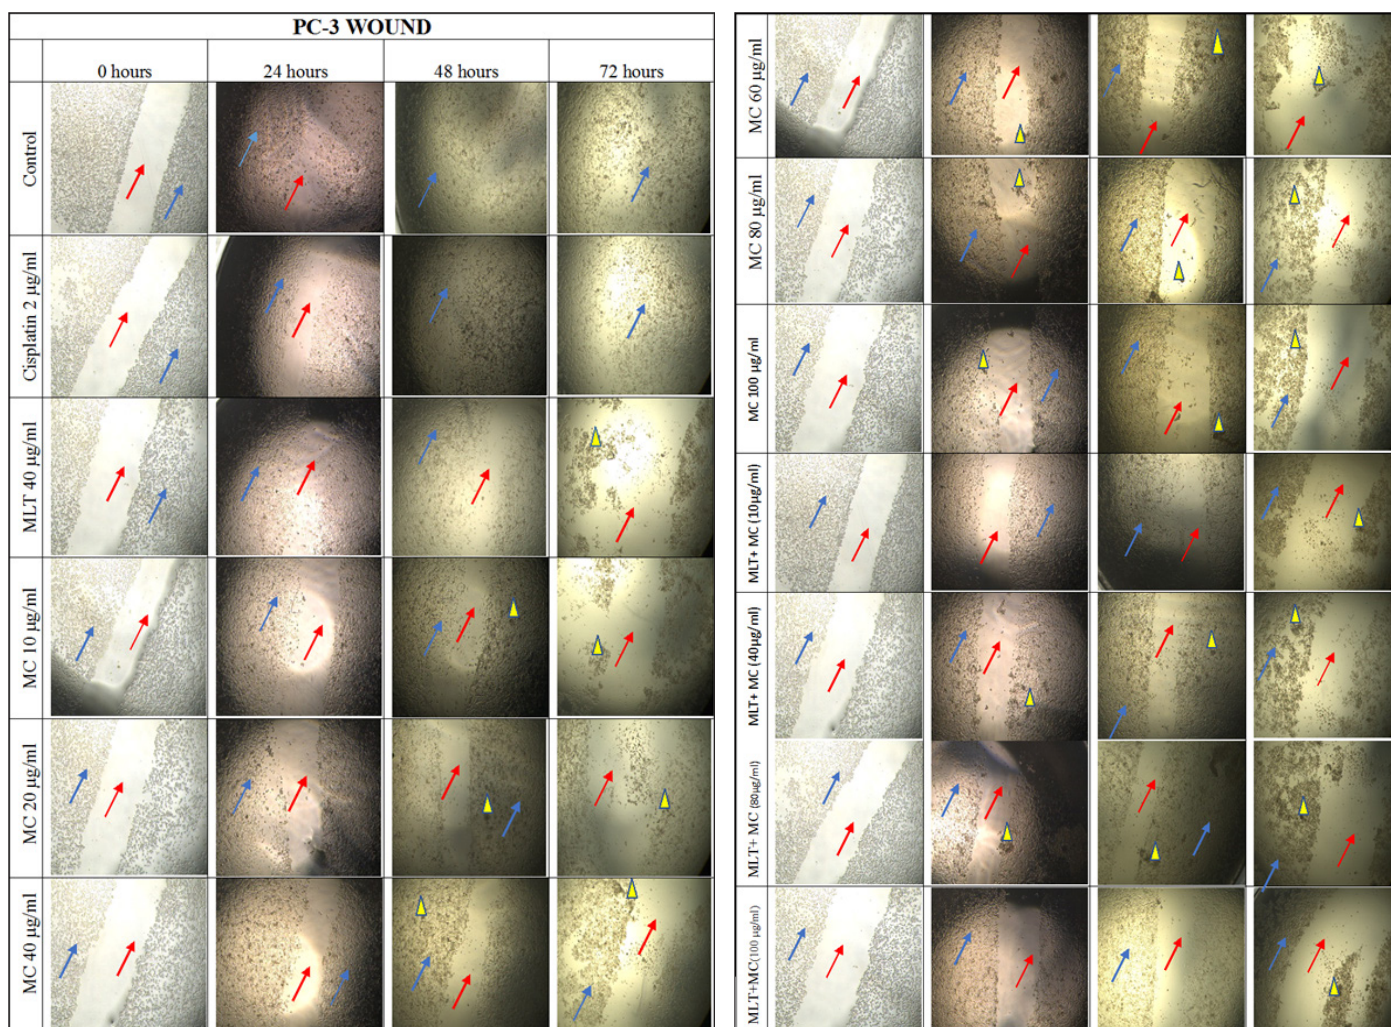 PC-3 WOUND
0 hours 24 hours 48 hours 72 hours
Control
Cisplatin 2 µg/ml
MLT 40 µg/ml
MC 10 µg/ml
MC 20 µg/ml
MC 40 µg/ml
MC 60 µg/ml
MC 80 µg/ml
MC 100 µg/ml
MLT+ MC (10µg/ml)
MLT+ MC (40µg/ml)
MLT+ MC (80µg/ml)
MLT+MC(100 µg/ml)